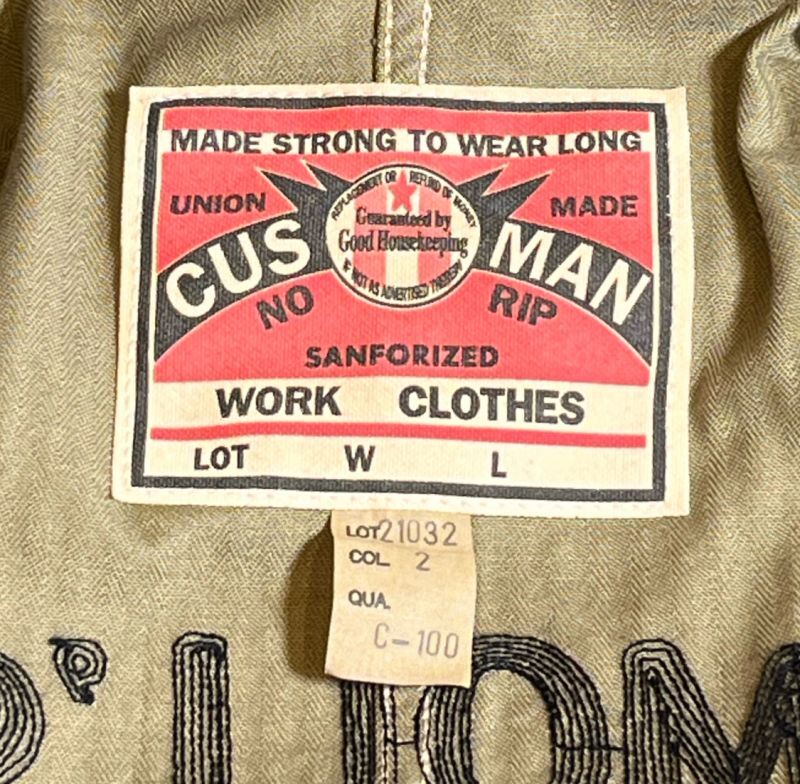 MADE STRONG TO WEAR LONG
UNION MADE
REPLACEMENT OR REFUND OF MONEY
Guaranteed by
Good Housekeeping
IF NOT AS ADVERTISED THEREIN
CUS MAN
NO RIP
SANFORIZED
WORK CLOTHES
LOT W L
LOT 21032
COL 2
QUA.
C-100